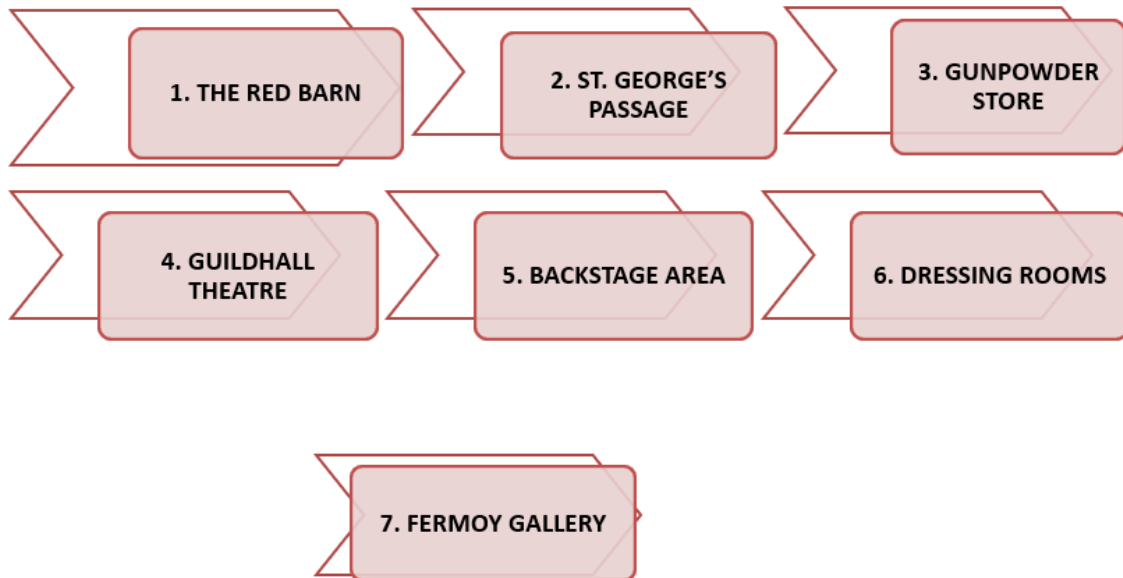 1. THE RED BARN
2. ST. GEORGE’S
PASSAGE
3. GUNPOWDER
STORE
4. GUILDHALL
THEATRE
5. BACKSTAGE AREA
6. DRESSING ROOMS
7. FERMOY GALLERY